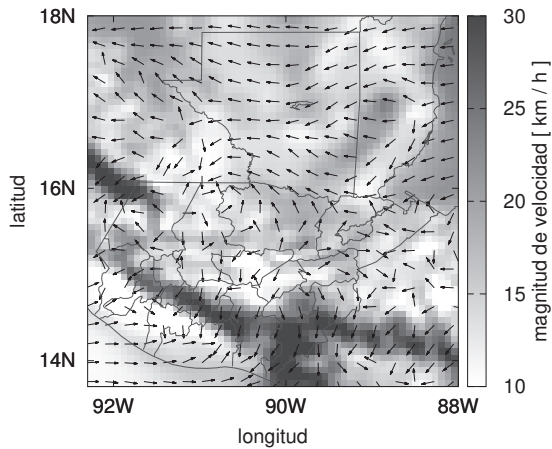 18N
16N
14N
latitud
92W 90W 88W
longitud
30
25
20
15
10
magnitud de velocidad [ km / h ]